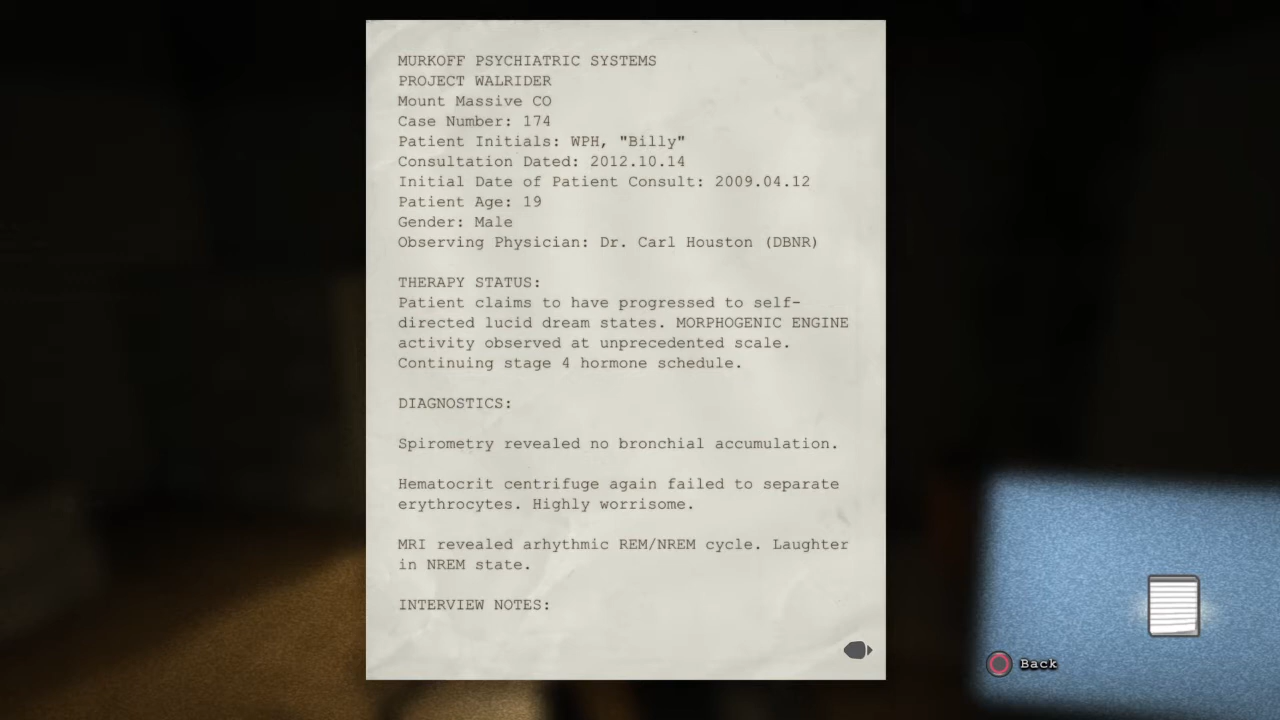 MURKOFF PSYCHIATRIC SYSTEMS
PROJECT WALRIDER
Mount Massive CO
Case Number: 174
Patient Initials: WPH, "Billy"
Consultation Dated: 2012.10.14
Initial Date of Patient Consult: 2009.04.12
Patient Age: 19
Gender: Male
Observing Physician: Dr. Carl Houston (DBNR)
THERAPY STATUS:
Patient claims to have progressed to self-
directed lucid dream states. MORPHOGENIC ENGINE
activity observed at unprecedented scale.
Continuing stage 4 hormone schedule.
DIAGNOSTICS:
Spirometry revealed no bronchial accumulation.
Hematocrit centrifuge again failed to separate
erythrocytes. Highly worrisome.
MRI revealed arhythmic REM/NREM cycle. Laughter
in NREM state.
INTERVIEW NOTES:
Back